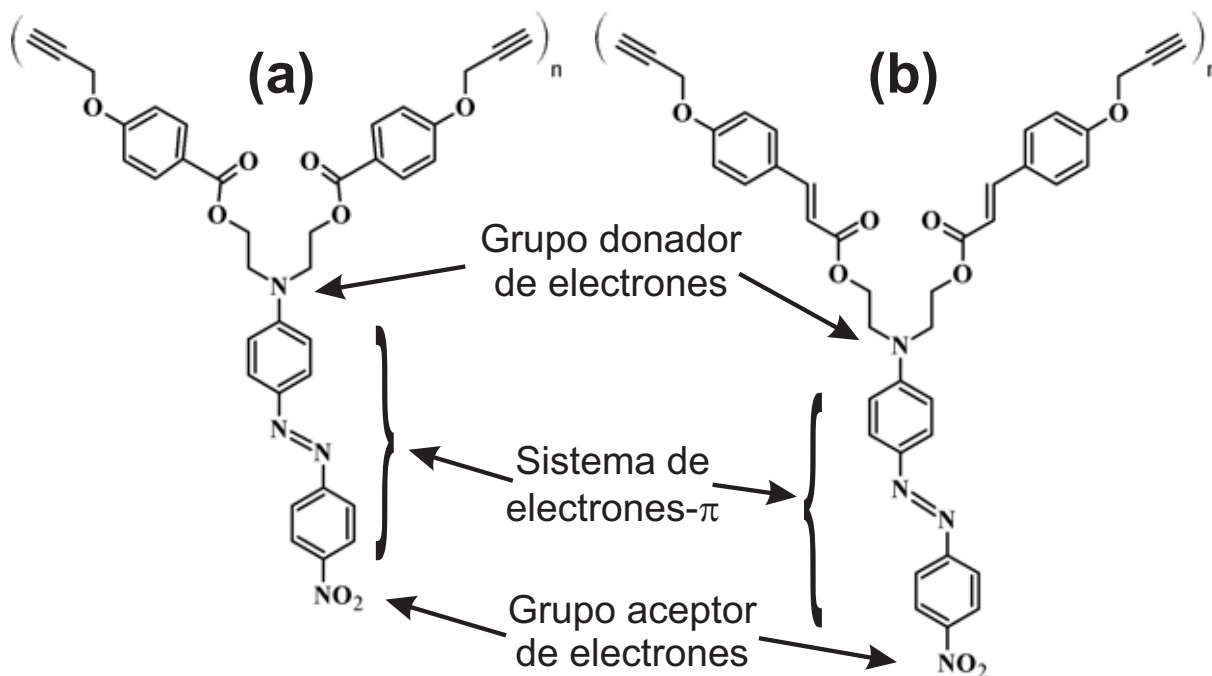 (a)
(b)
( )n
( )n
O
O
O
O
O
O
O
O
O
O
O
O
Grupo donador
de electrones
N
N
Sistema de
electrones-π
N
N
N
N
Grupo aceptor
de electrones
NO2
NO2